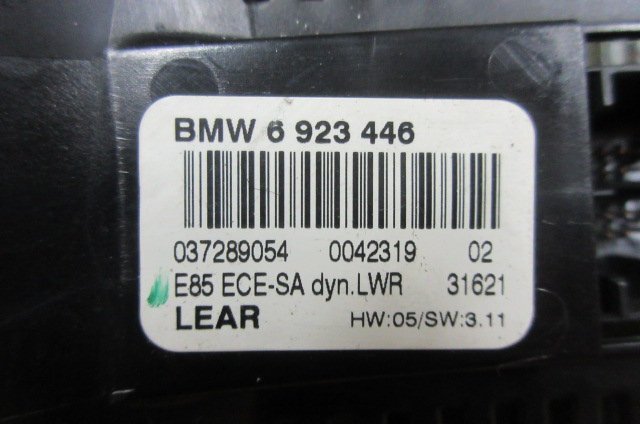 BMW 6 923 446
037289054 0042319 02
E85 ECE-SA dyn.LWR 31621
LEAR HW:05/SW:3.11